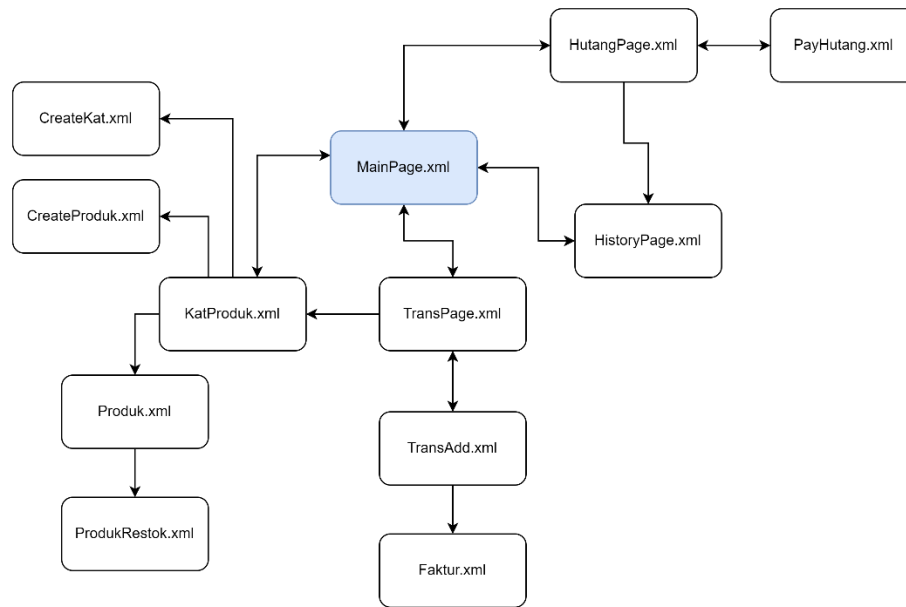 HutangPage.xml
PayHutang.xml
CreateKat.xml
MainPage.xml
CreateProduk.xml
HistoryPage.xml
KatProduk.xml
TransPage.xml
Produk.xml
TransAdd.xml
ProdukRestok.xml
Faktur.xml